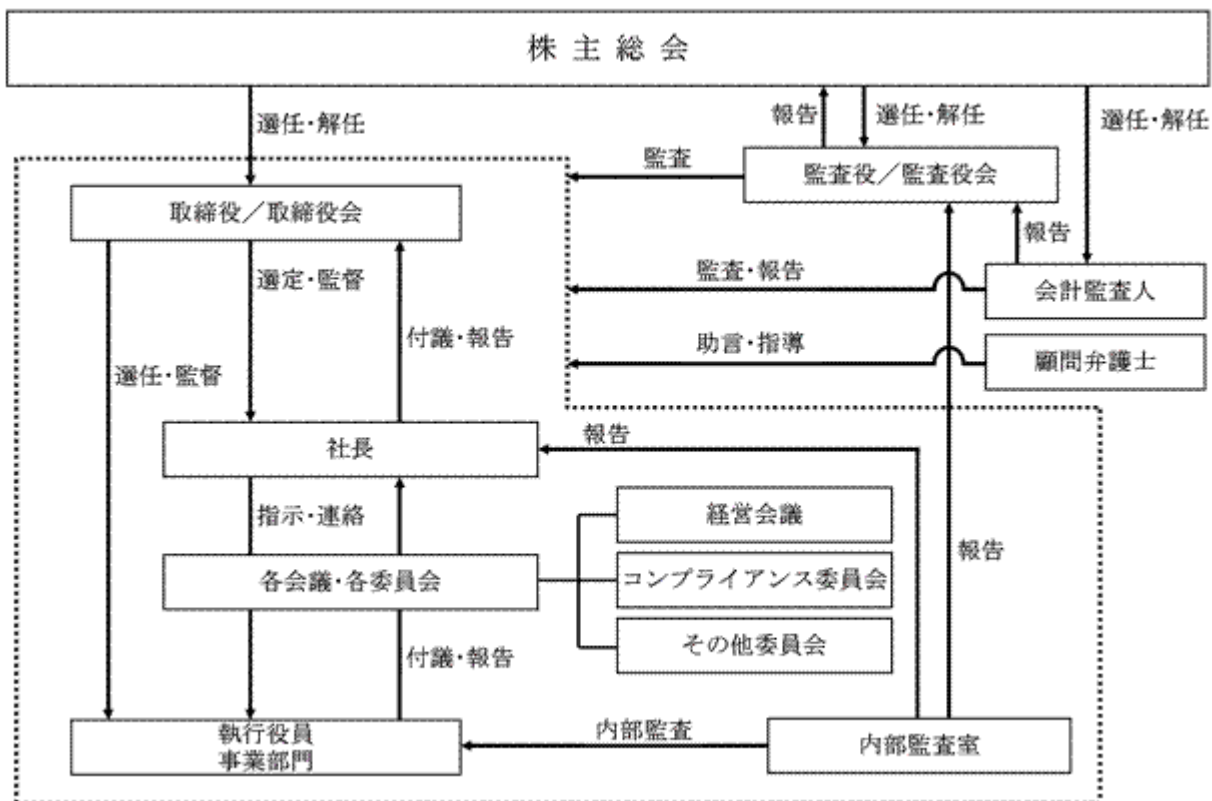 株主総会
選任・解任
報告
選任・解任
選任・解任
監査
監査役／監査役会
取締役／取締役会
報告
選定・監督
監査・報告
会計監査人
付議・報告
助言・指導
顧問弁護士
選任・監督
社長
報告
指示・連絡
経営会議
報告
各会議・各委員会
コンプライアンス委員会
その他委員会
付議・報告
執行役員
事業部門
内部監査
内部監査室